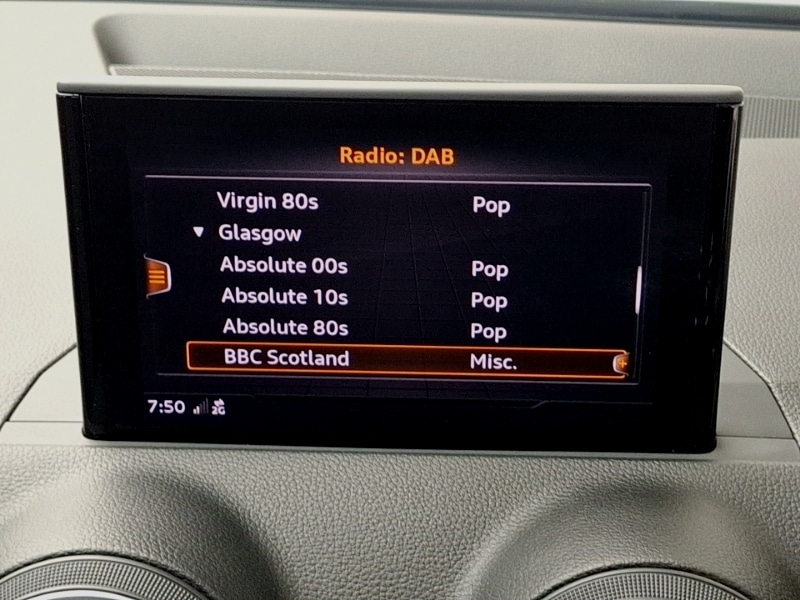 Radio: DAB
Virgin 80s Pop
▼ Glasgow
Absolute 00s Pop
Absolute 10s Pop
Absolute 80s Pop
BBC Scotland Misc.
7:50 2G